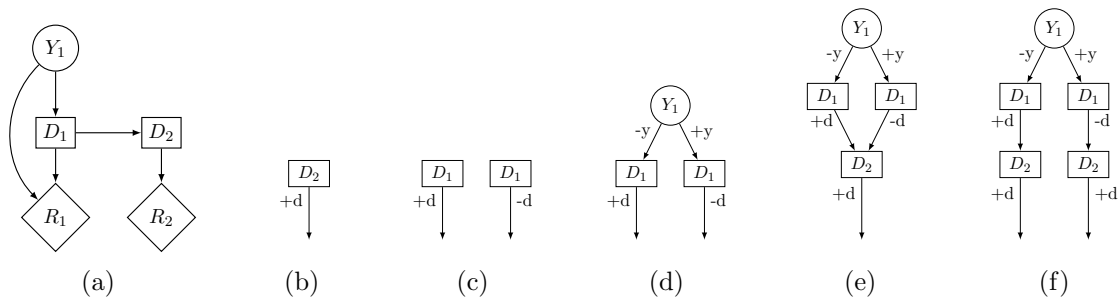 Y1
D1
D2
R1
R2
(a)
D2
+d
(b)
D1
D1
+d
-d
(c)
Y1
-y
+y
D1
D1
+d
-d
(d)
Y1
-y
+y
D1
D1
+d
-d
D2
+d
(e)
Y1
-y
+y
D1
D1
+d
-d
D2
D2
+d
+d
(f)